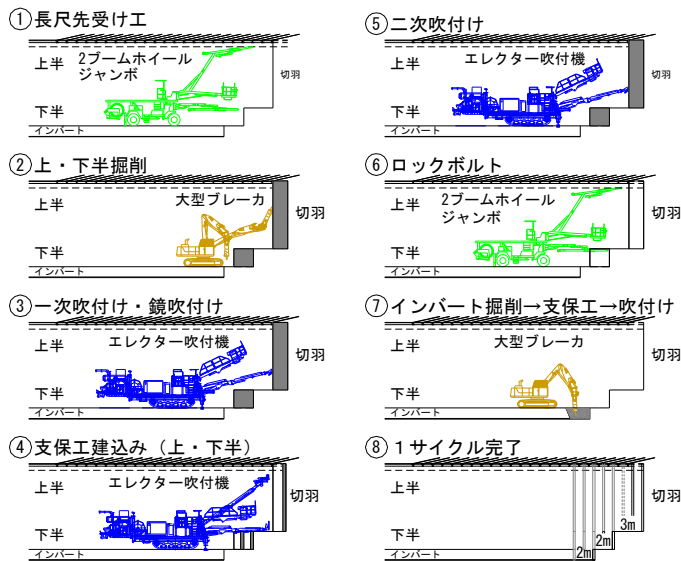 ①長尺先受け工
上半
2ブームホイール
ジャンボ
切羽
下半
インバート
②上・下半掘削
上半
大型ブレーカ
切羽
下半
インバート
③一次吹付け・鏡吹付け
上半
エレクター吹付機
切羽
下半
インバート
④支保工建込み（上・下半）
上半
エレクター吹付機
切羽
下半
インバート
⑤二次吹付け
上半
エレクター吹付機
切羽
下半
インバート
⑥ロックボルト
上半
2ブームホイール
ジャンボ
切羽
下半
インバート
⑦インバート掘削→支保工→吹付け
上半
大型ブレーカ
切羽
下半
インバート
⑧１サイクル完了
上半
切羽
3m
下半
2m
2m
インバート